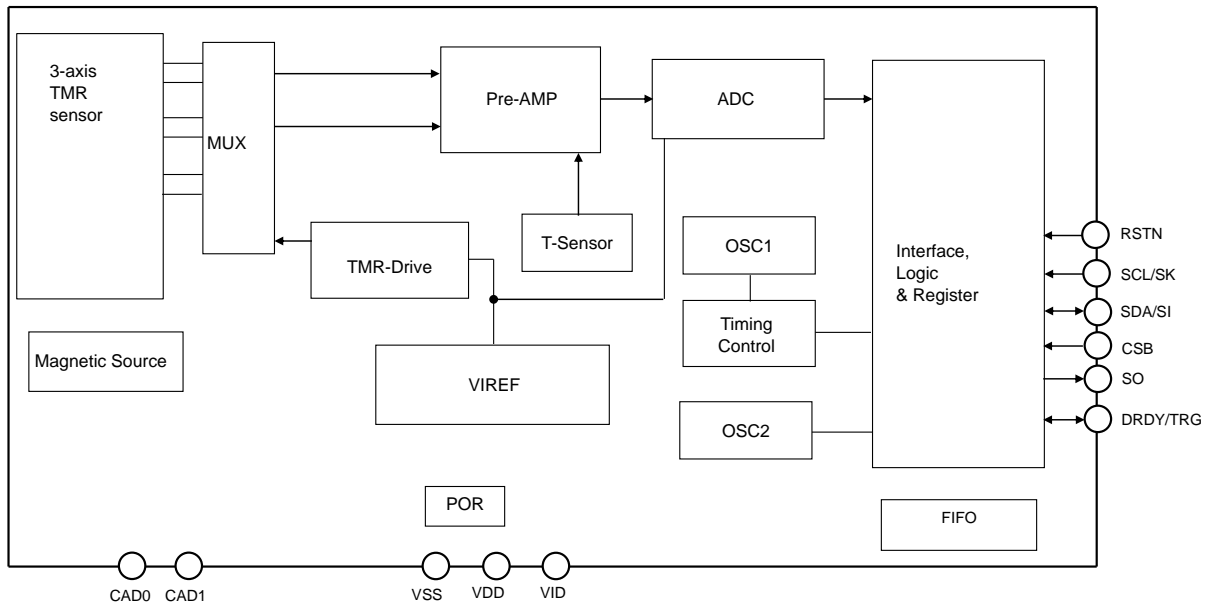 3-axis
TMR
sensor
MUX
Pre-AMP
ADC
T-Sensor
TMR-Drive
OSC1
Interface,
Logic
& Register
Timing
Control
Magnetic Source
VIREF
OSC2
POR
FIFO
RSTN
SCL/SK
SDA/SI
CSB
SO
DRDY/TRG
CAD0
CAD1
VSS
VDD
VID